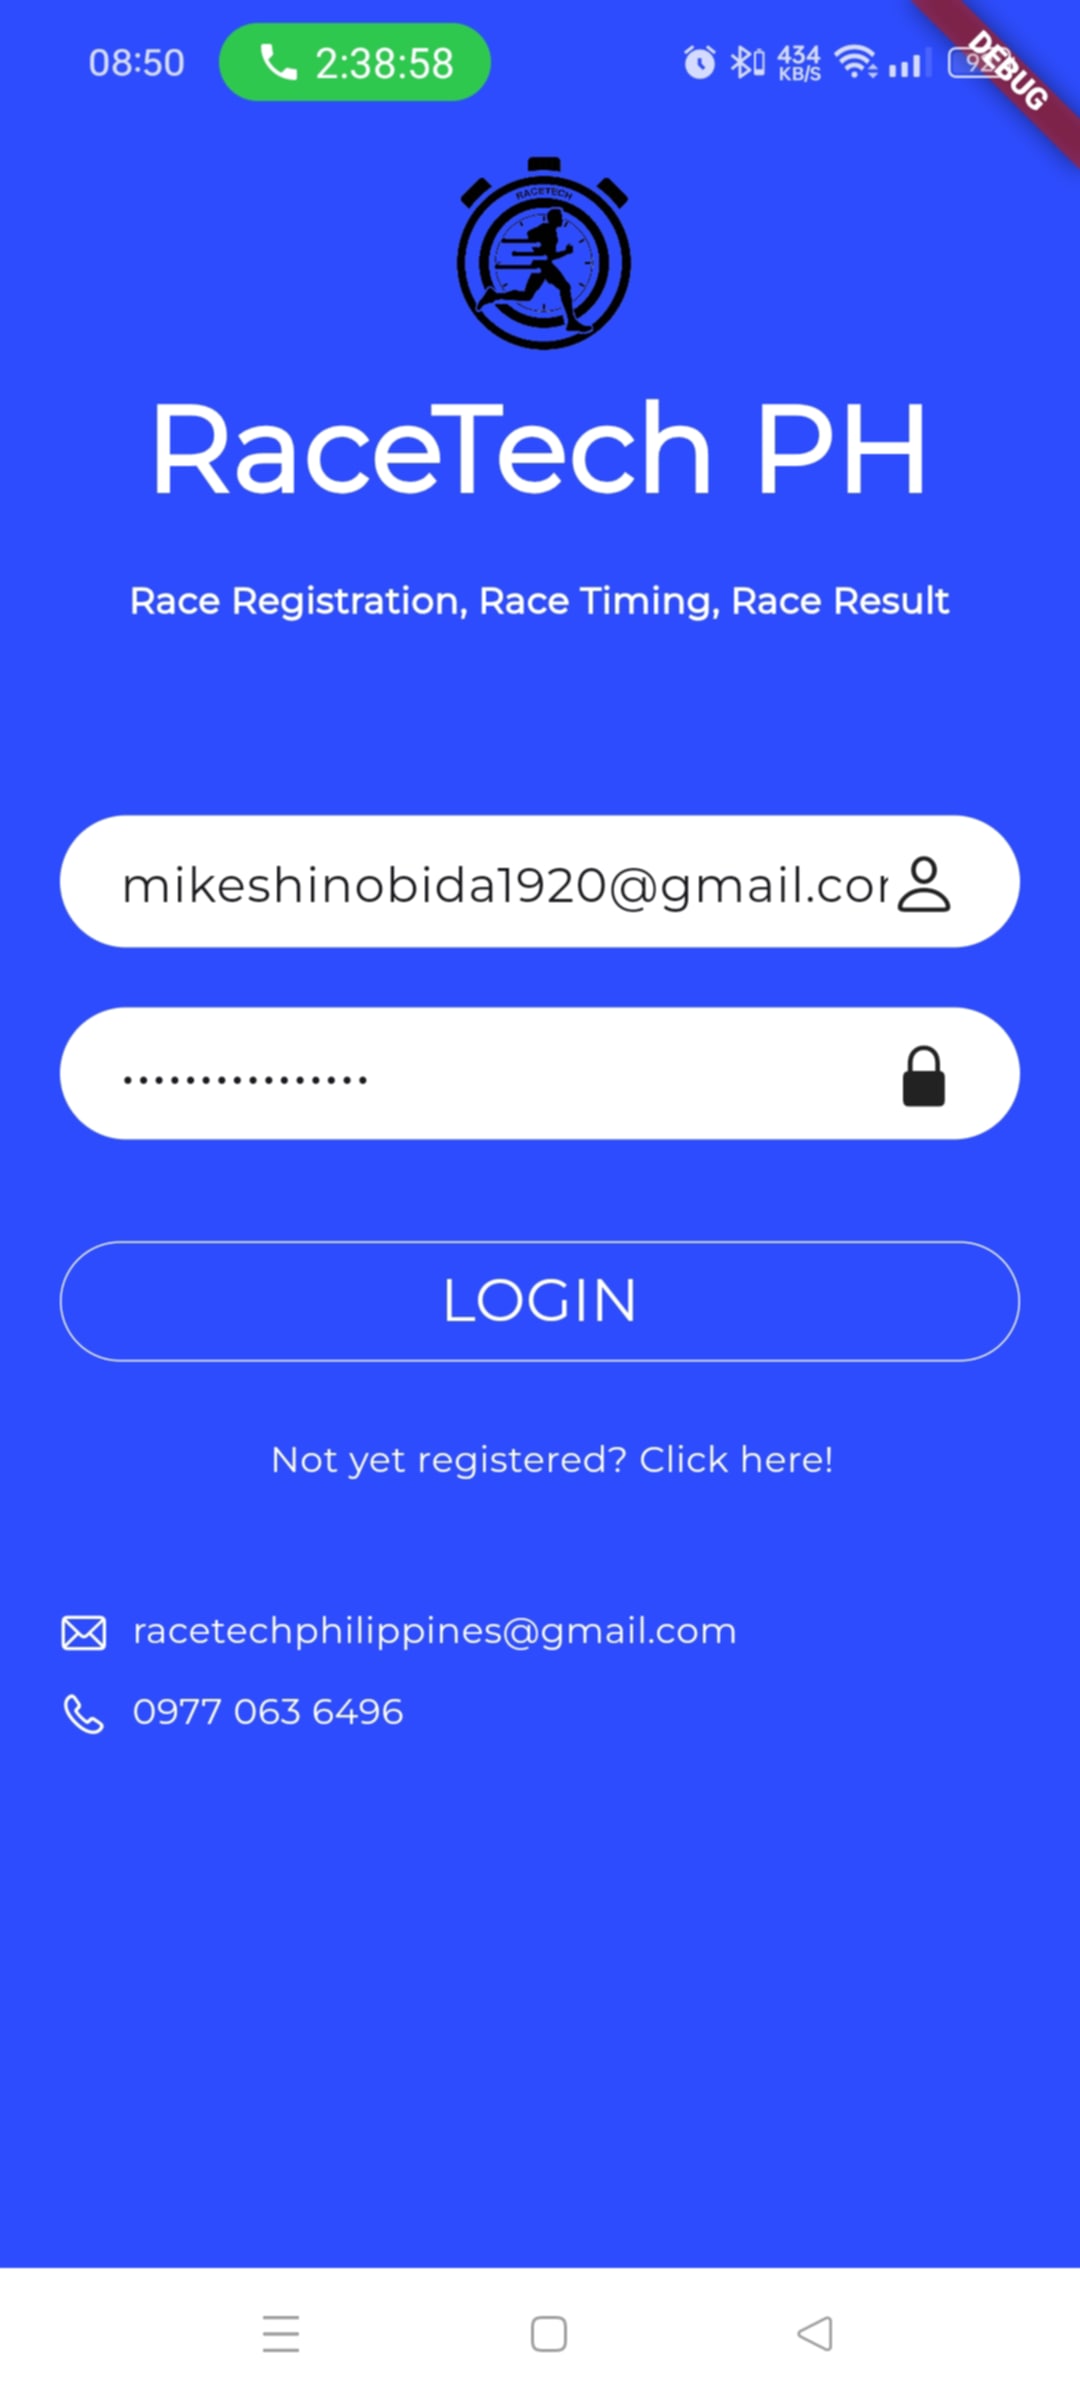 08:50 2:38:58 434 KB/S
DEBUG
RACETECH
RaceTech PH
Race Registration, Race Timing, Race Result
mikeshinobida1920@gmail.co
••••••••••••••••
LOGIN
Not yet registered? Click here!
racetechphilippines@gmail.com
0977 063 6496